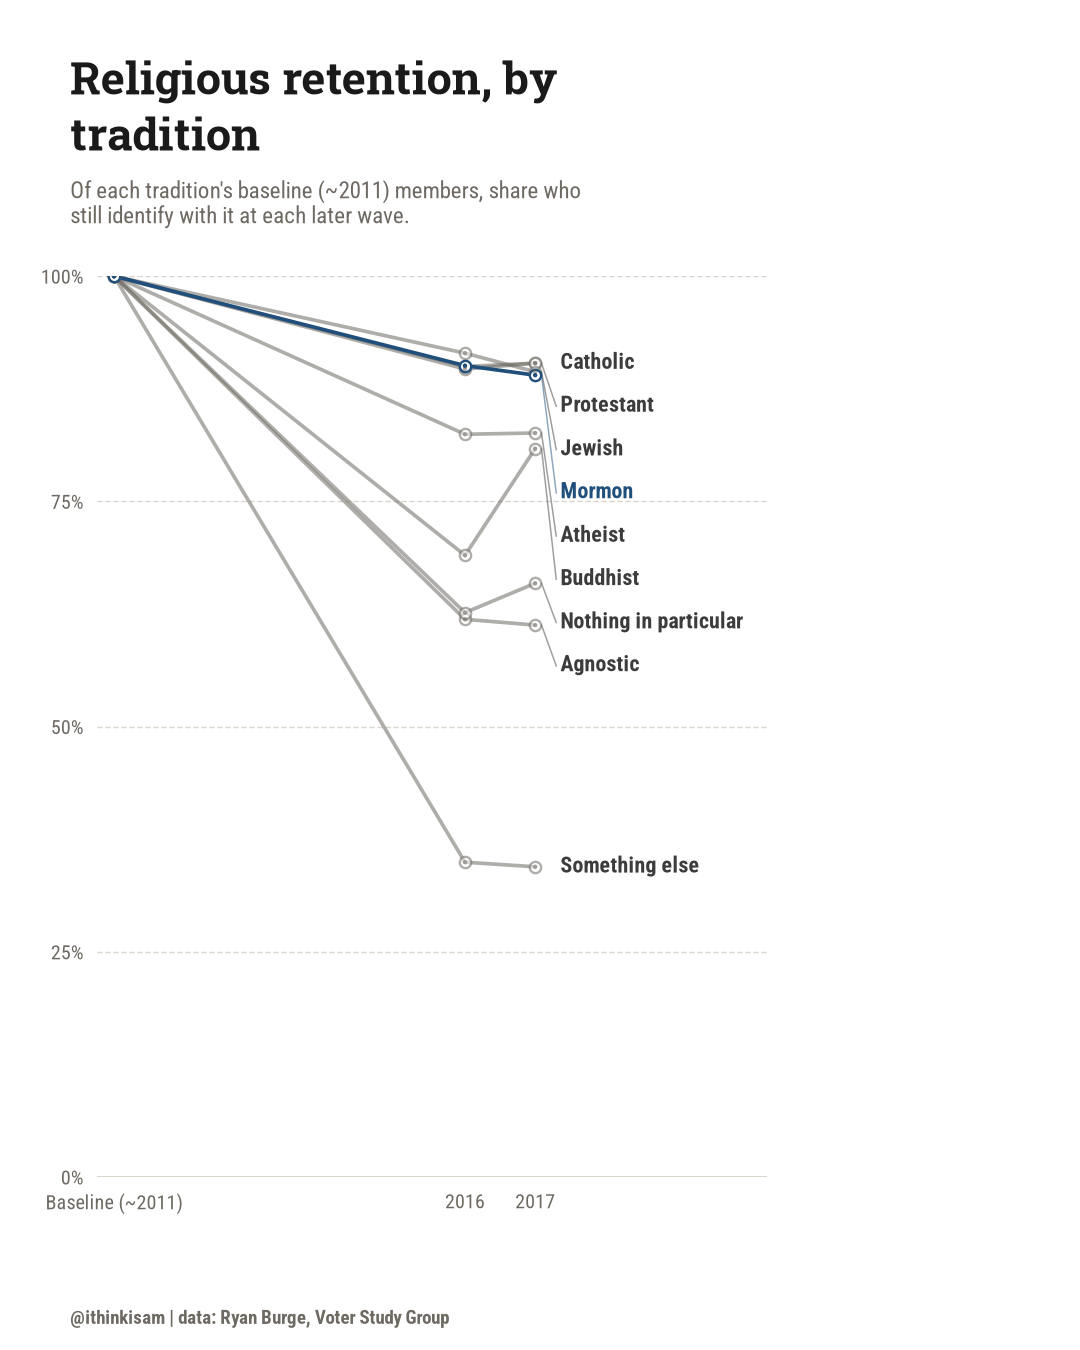 Religious retention, by
tradition
Of each tradition's baseline (~2011) members, share who
still identify with it at each later wave.
100%
Catholic
Protestant
Jewish
Mormon
75%
Atheist
Buddhist
Nothing in particular
Agnostic
50%
Something else
25%
0%
Baseline (~2011)
2016
2017
@ithinkisam | data: Ryan Burge, Voter Study Group